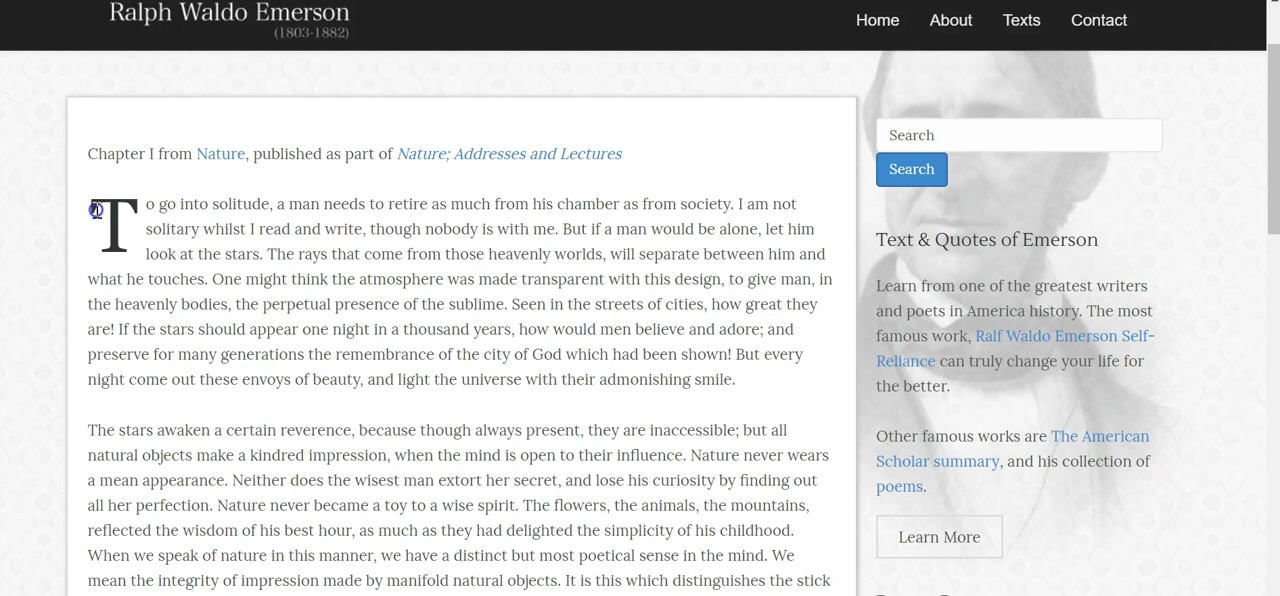 Ralph Waldo Emerson
(1803-1882)
Home About Texts Contact
Chapter I from Nature, published as part of Nature; Addresses and Lectures
To go into solitude, a man needs to retire as much from his chamber as from society. I am not
solitary whilst I read and write, though nobody is with me. But if a man would be alone, let him
look at the stars. The rays that come from those heavenly worlds, will separate between him and
what he touches. One might think the atmosphere was made transparent with this design, to give man, in
the heavenly bodies, the perpetual presence of the sublime. Seen in the streets of cities, how great they
are! If the stars should appear one night in a thousand years, how would men believe and adore; and
preserve for many generations the remembrance of the city of God which had been shown! But every
night come out these envoys of beauty, and light the universe with their admonishing smile.
The stars awaken a certain reverence, because though always present, they are inaccessible; but all
natural objects make a kindred impression, when the mind is open to their influence. Nature never wears
a mean appearance. Neither does the wisest man extort her secret, and lose his curiosity by finding out
all her perfection. Nature never became a toy to a wise spirit. The flowers, the animals, the mountains,
reflected the wisdom of his best hour, as much as they had delighted the simplicity of his childhood.
When we speak of nature in this manner, we have a distinct but most poetical sense in the mind. We
mean the integrity of impression made by manifold natural objects. It is this which distinguishes the stick
Search
Search
Text & Quotes of Emerson
Learn from one of the greatest writers
and poets in America history. The most
famous work, Ralf Waldo Emerson Self-
Reliance can truly change your life for
the better.
Other famous works are The American
Scholar summary, and his collection of
poems.
Learn More